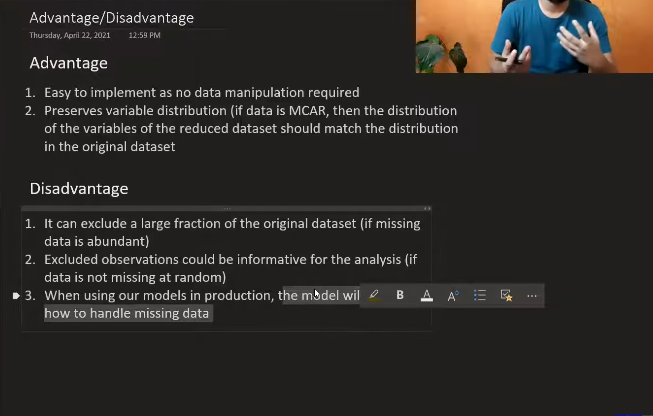 Advantage/Disadvantage
Thursday, April 22, 2021 12:59 PM
Advantage
1. Easy to implement as no data manipulation required
2. Preserves variable distribution (if data is MCAR, then the distribution
of the variables of the reduced dataset should match the distribution
in the original dataset
Disadvantage
1. It can exclude a large fraction of the original dataset (if missing
data is abundant)
2. Excluded observations could be informative for the analysis (if
data is not missing at random)
3. When using our models in production, the model wil
how to handle missing data
B A A